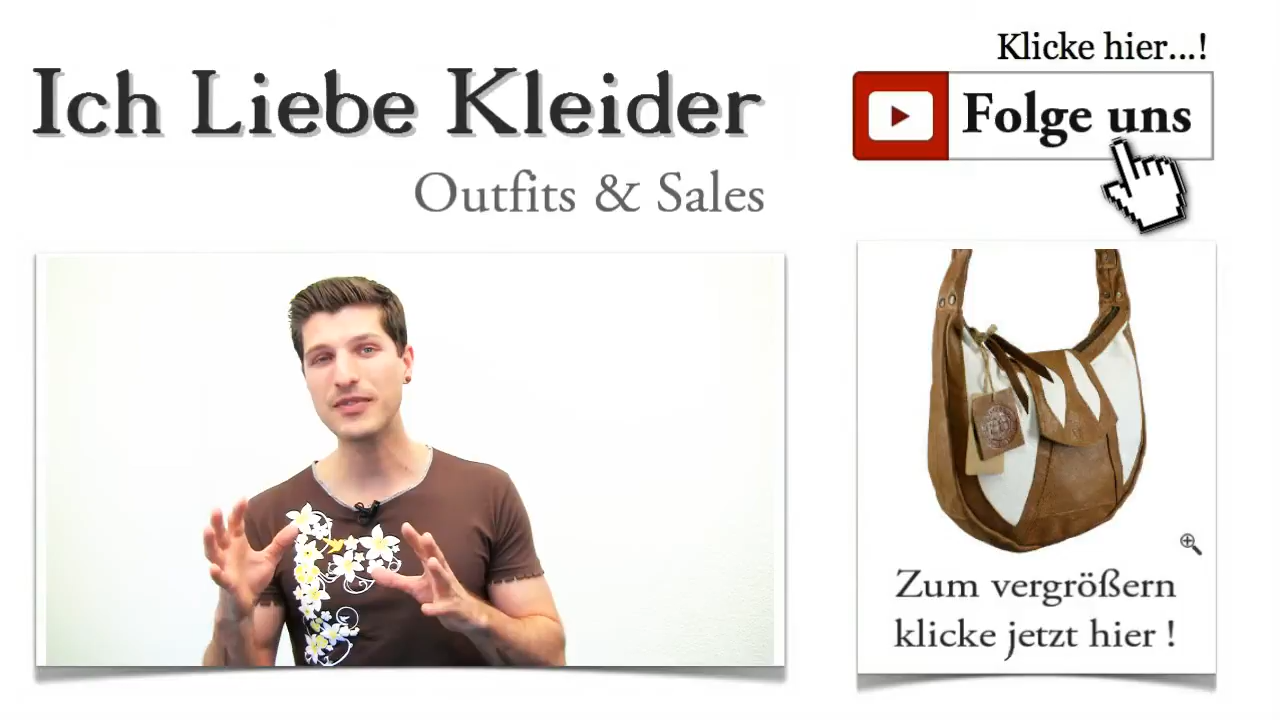 Ich Liebe Kleider
Outfits & Sales
Klicke hier...!
Folge uns
Zum vergrößern
klicke jetzt hier !